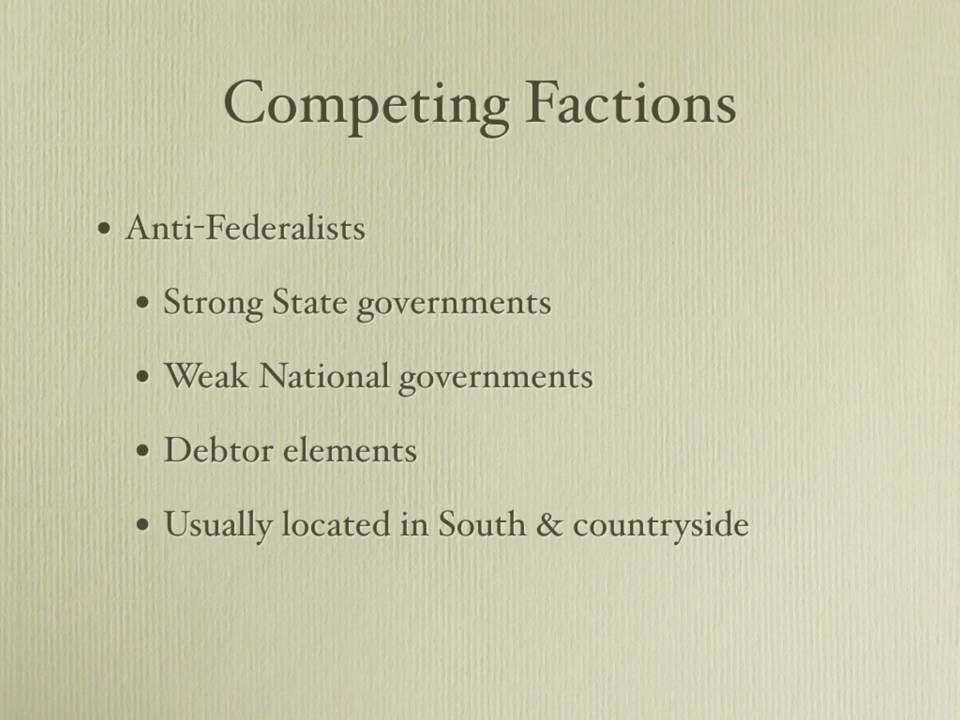 Competing Factions
• Anti-Federalists
• Strong State governments
• Weak National governments
• Debtor elements
• Usually located in South & countryside